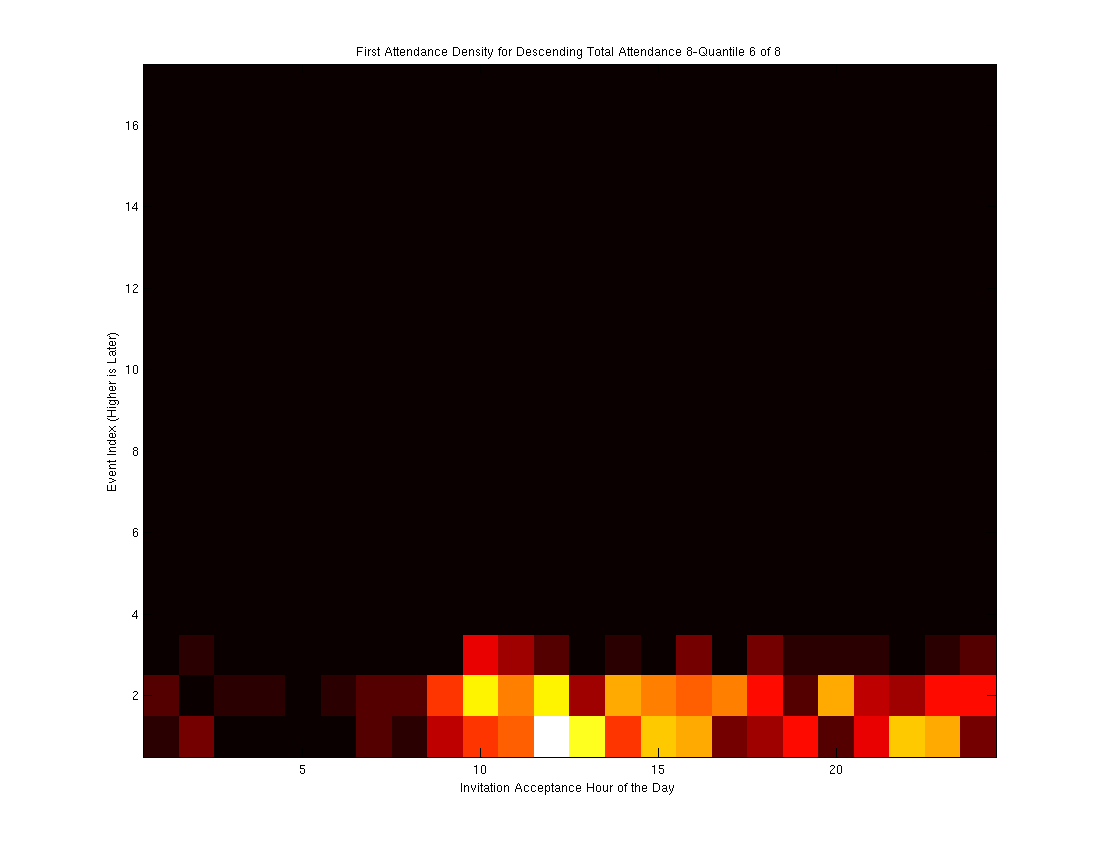 First Attendance Density for Descending Total Attendance 8-Quantile 6 of 8
16
14
12
10
8
6
4
2
Event Index (Higher is Later)
5 10 15 20
Invitation Acceptance Hour of the Day